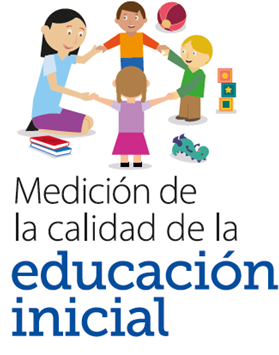 Medición de
la calidad de la
educación
inicial